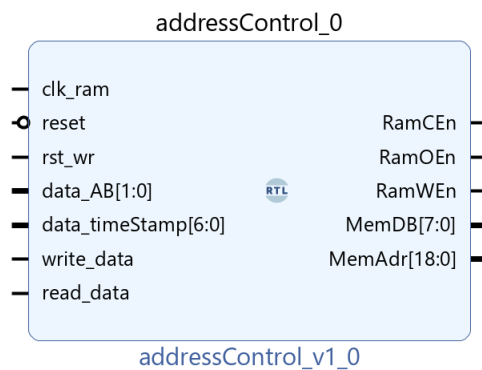 addressControl_0
clk_ram
reset
rst_wr
data_AB[1:0]
data_timeStamp[6:0]
write_data
read_data
RTL
RamCEn
RamOEn
RamWEn
MemDB[7:0]
MemAdr[18:0]
addressControl_v1_0